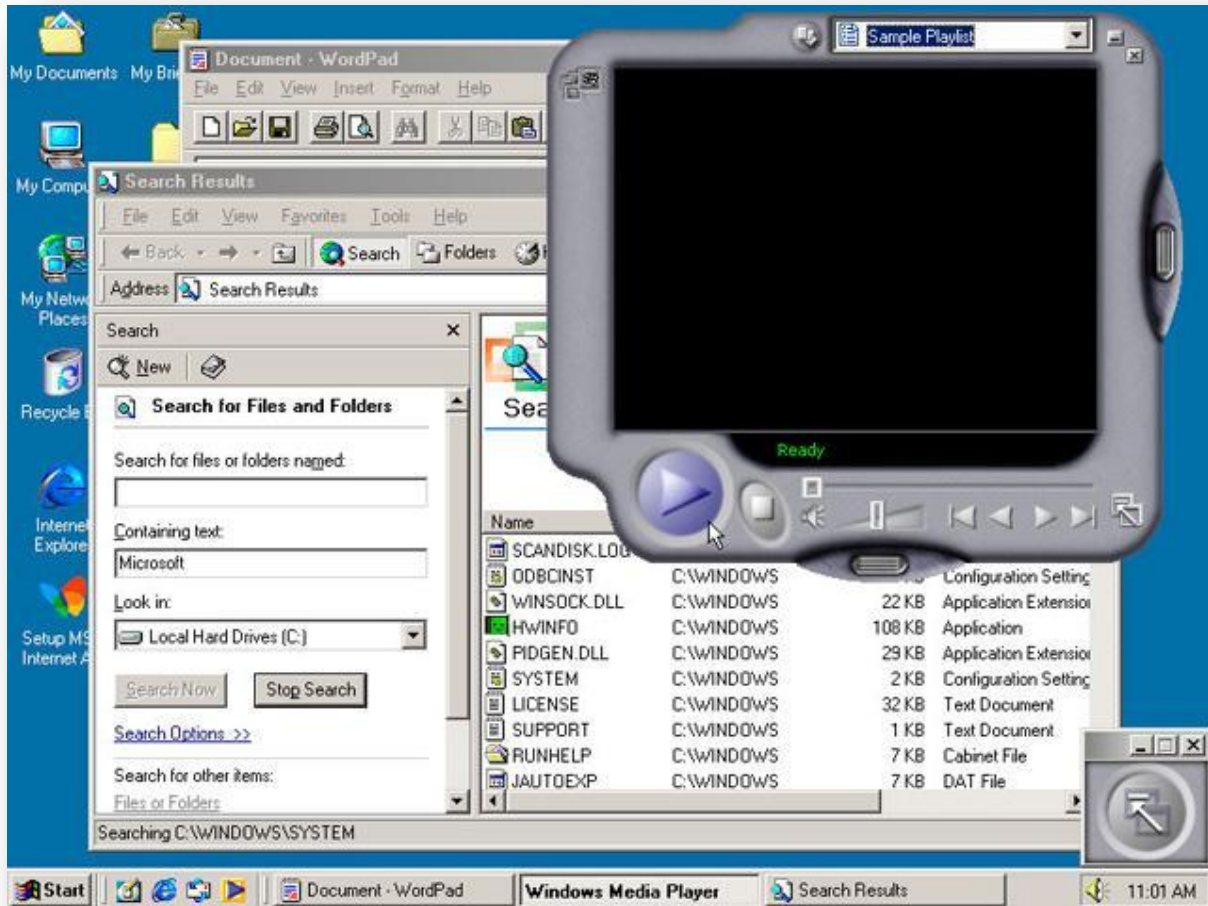 My Documents
My Bri
My Compu
My Netw
Places
Recycle B
Internet
Explore
Setup MS
Internet A
Document - WordPad
File Edit View Insert Format Help
Search Results
File Edit View Favorites Tools Help
Back Search Folders H
Address Search Results
Search
New
Search for Files and Folders
Search for files or folders named:
Containing text:
Microsoft
Look in:
Local Hard Drives (C:)
Search Now Stop Search
Search Options >>
Search for other items:
Files or Folders
Sea
Name
SCANDISK.LOG
ODBCINST C:\WINDOWS Configuration Setting
WINSOCK.DLL C:\WINDOWS 22 KB Application Extension
HWINFO C:\WINDOWS 108 KB Application
PIDGEN.DLL C:\WINDOWS 29 KB Application Extension
SYSTEM C:\WINDOWS 2 KB Configuration Setting
LICENSE C:\WINDOWS 32 KB Text Document
SUPPORT C:\WINDOWS 1 KB Text Document
RUNHELP C:\WINDOWS 7 KB Cabinet File
JAUTOEXP C:\WINDOWS 7 KB DAT File
Searching C:\WINDOWS\SYSTEM
Sample Playlist
Ready
Start Document - WordPad Windows Media Player Search Results 11:01 AM